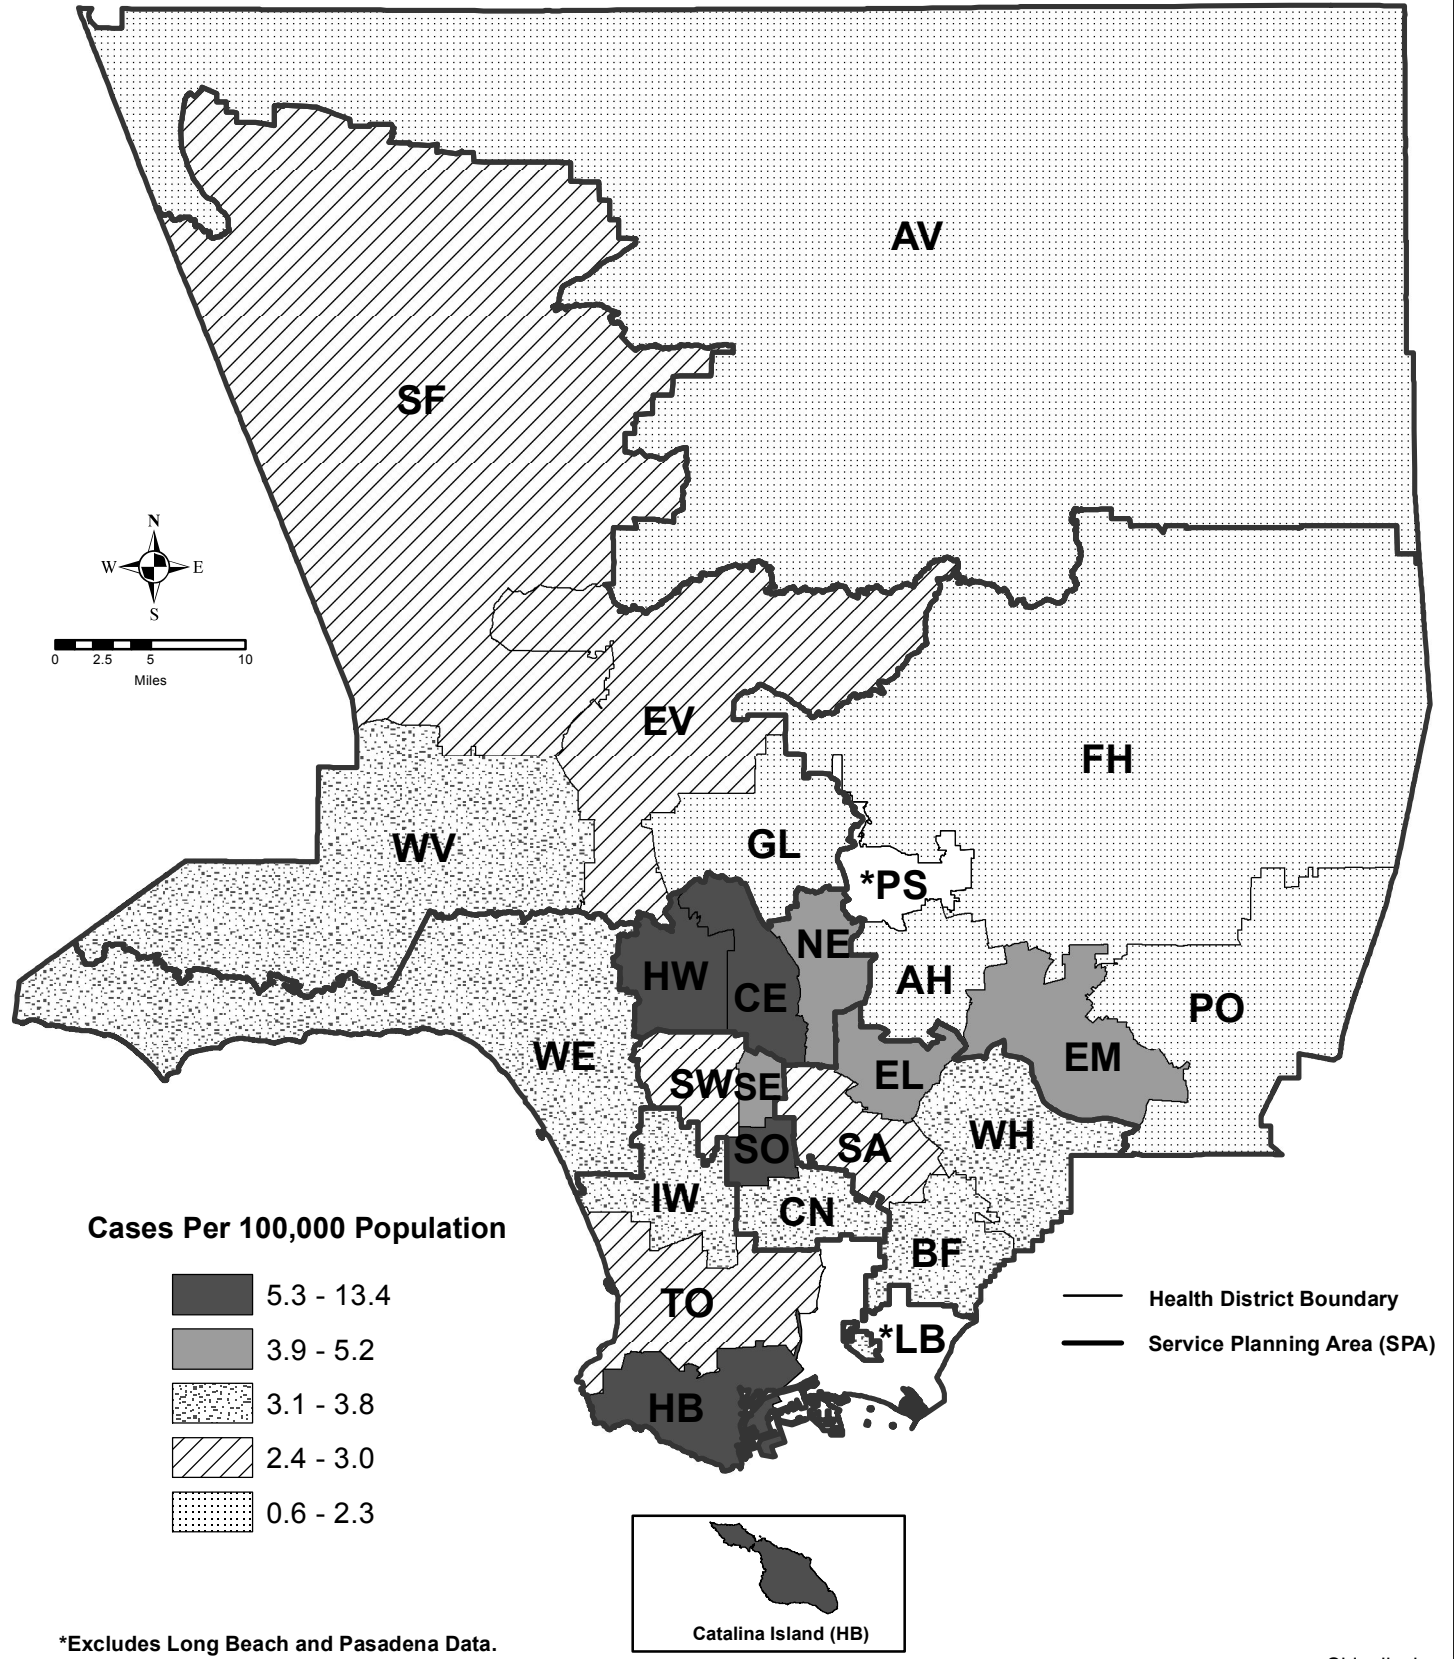 AV
SF
N
W E
S
0 2.5 5 10
Miles
EV
FH
WV
GL
*PS
NE
HW
AH
CE
PO
WE
EM
EL
SW SE
WH
SO
SA
IW
CN
BF
Cases Per 100,000 Population
5.3 - 13.4
3.9 - 5.2
3.1 - 3.8
2.4 - 3.0
0.6 - 2.3
TO
*LB
HB
Health District Boundary
Service Planning Area (SPA)
Catalina Island (HB)
*Excludes Long Beach and Pasadena Data.